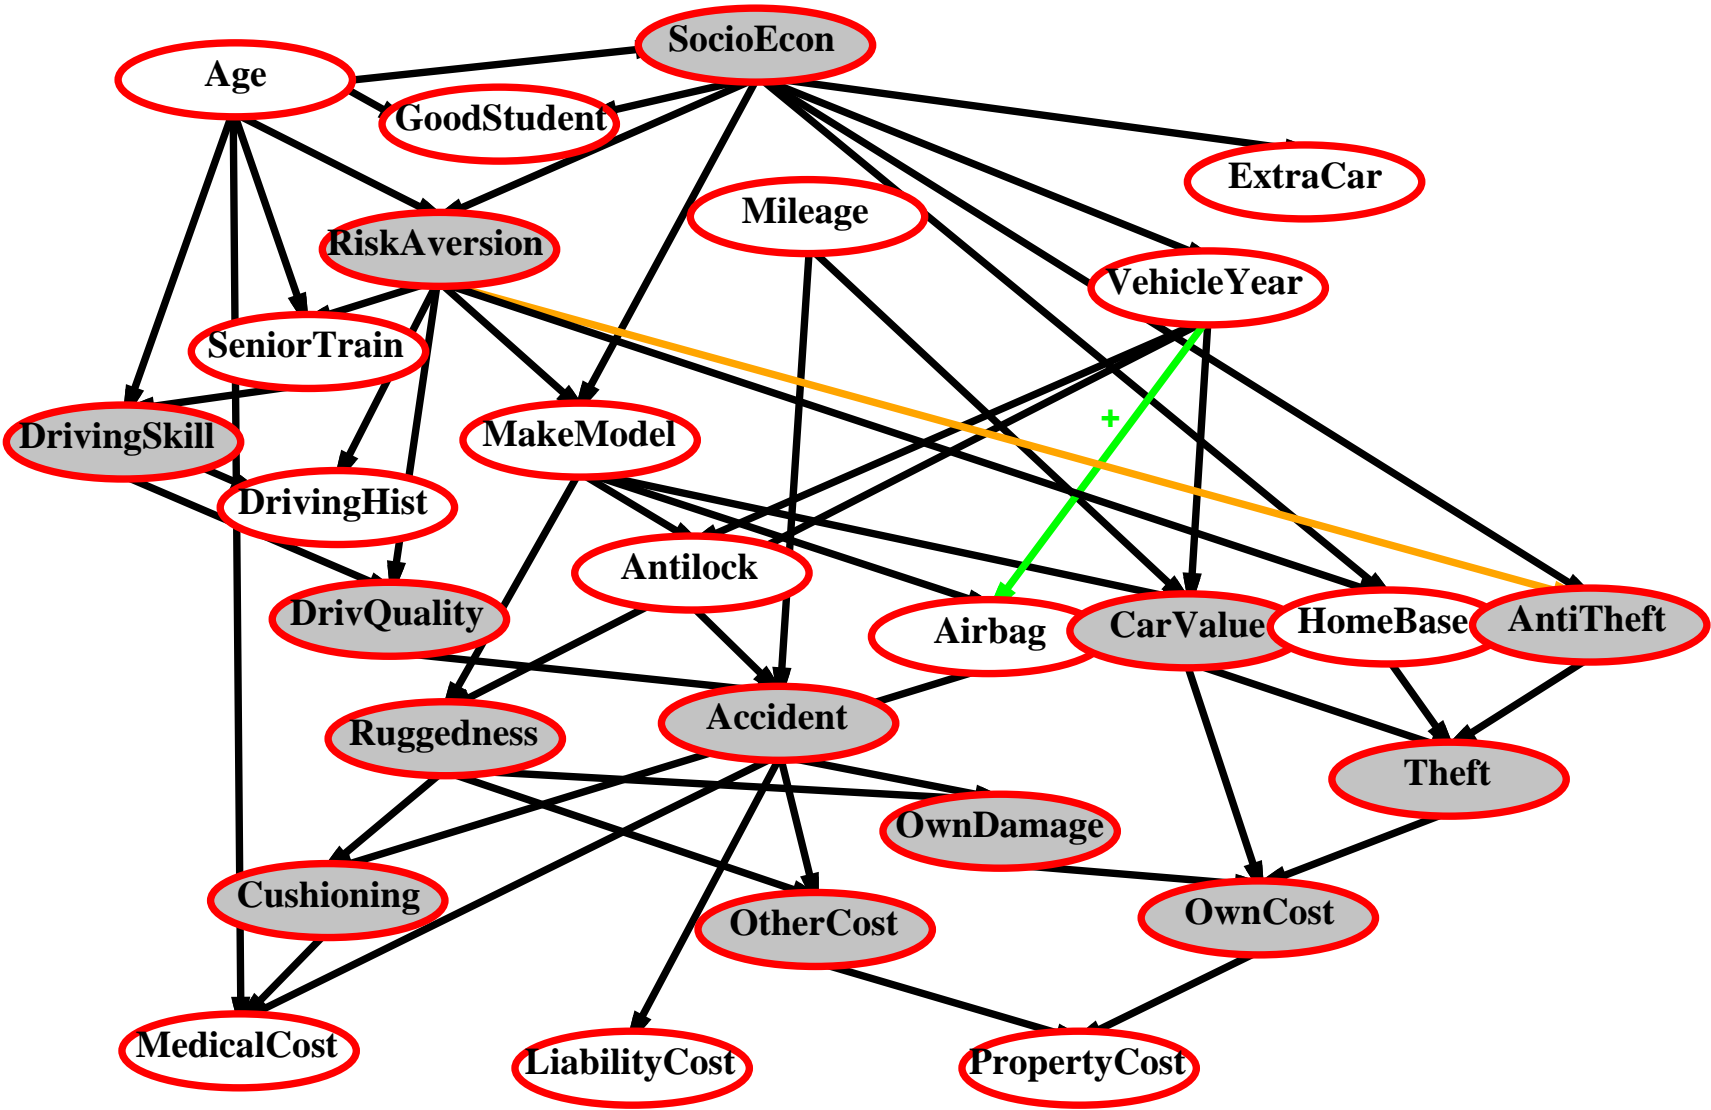 SocioEcon
Age
GoodStudent
ExtraCar
Mileage
RiskAversion
VehicleYear
SeniorTrain
+
DrivingSkill
MakeModel
DrivingHist
Antilock
DrivQuality
Airbag
CarValue
HomeBase
AntiTheft
Ruggedness
Accident
Theft
OwnDamage
Cushioning
OtherCost
OwnCost
MedicalCost
LiabilityCost
PropertyCost